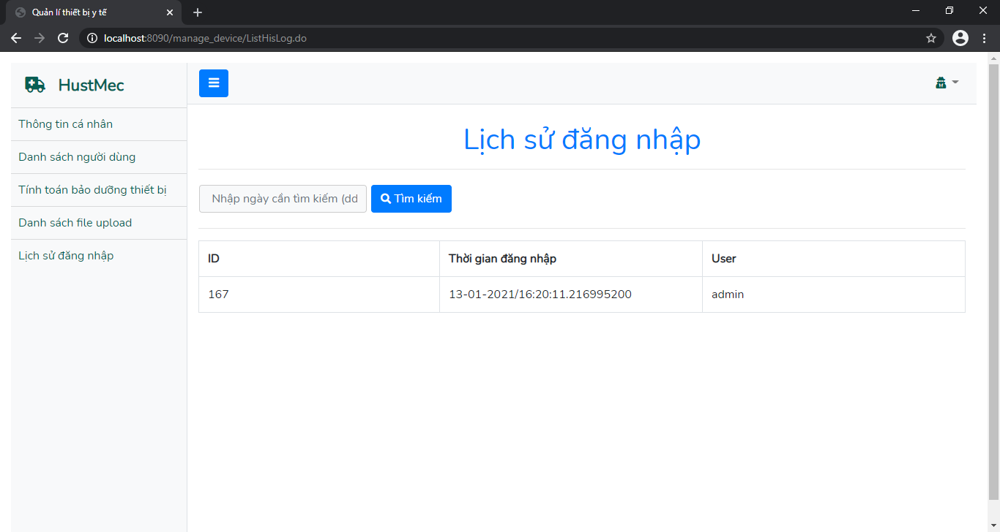 Quản lí thiết bị y tế
localhost:8090/manage_device/ListHisLog.do
HustMec
Thông tin cá nhân
Danh sách người dùng
Tính toán bảo dưỡng thiết bị
Danh sách file upload
Lịch sử đăng nhập
Lịch sử đăng nhập
Nhập ngày cần tìm kiếm (dd
Tìm kiếm
ID Thời gian đăng nhập User
167 13-01-2021/16:20:11.216995200 admin